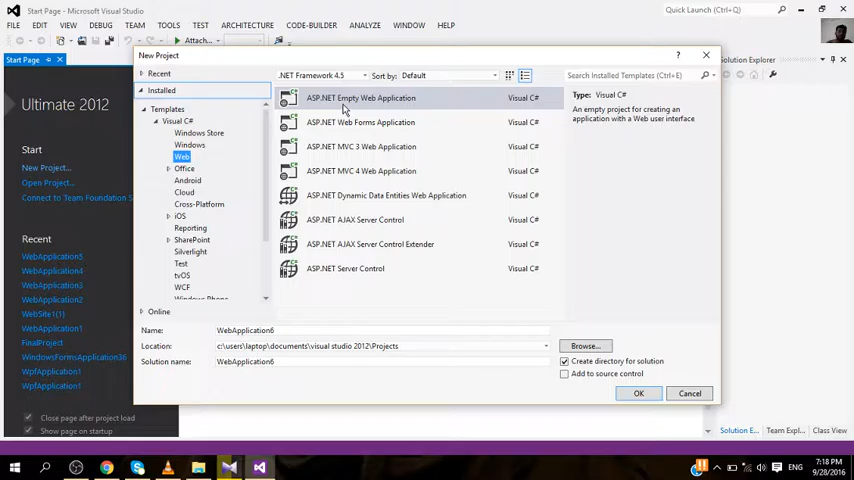 Start Page - Microsoft Visual Studio
Quick Launch (Ctrl+Q)
FILE EDIT VIEW DEBUG TEAM TOOLS TEST ARCHITECTURE CODE-BUILDER ANALYZE WINDOW HELP
Attach...
Start Page
Solution Explorer
Ultimate 2012
Start
New Project...
Open Project...
Connect to Team Foundation S
Recent
WebApplication5
WebApplication4
WebApplication3
WebApplication2
WebSite1(1)
WebApplication1
FinalProject
WindowsFormsApplication36
WpfApplication1
WpfApplication1
Close page after project load
Show page on startup
New Project
?
Recent
Installed
Templates
Visual C#
Windows Store
Windows
Web
Office
Android
Cloud
Cross-Platform
iOS
Reporting
SharePoint
Silverlight
Test
tvOS
WCF
Windows Phone
Online
.NET Framework 4.5
Sort by: Default
Search Installed Templates (Ctrl+E)
ASP.NET Empty Web Application Visual C#
ASP.NET Web Forms Application Visual C#
ASP.NET MVC 3 Web Application Visual C#
ASP.NET MVC 4 Web Application Visual C#
ASP.NET Dynamic Data Entities Web Application Visual C#
ASP.NET AJAX Server Control Visual C#
ASP.NET AJAX Server Control Extender Visual C#
ASP.NET Server Control Visual C#
Type: Visual C#
An empty project for creating an
application with a Web user interface
Name: WebApplication6
Location: c:\users\laptop\documents\visual studio 2012\Projects
Browse...
Solution name: WebApplication6
Create directory for solution
Add to source control
OK
Cancel
Solution E... Team Expl... Class View
ENG
7:18 PM
9/28/2016